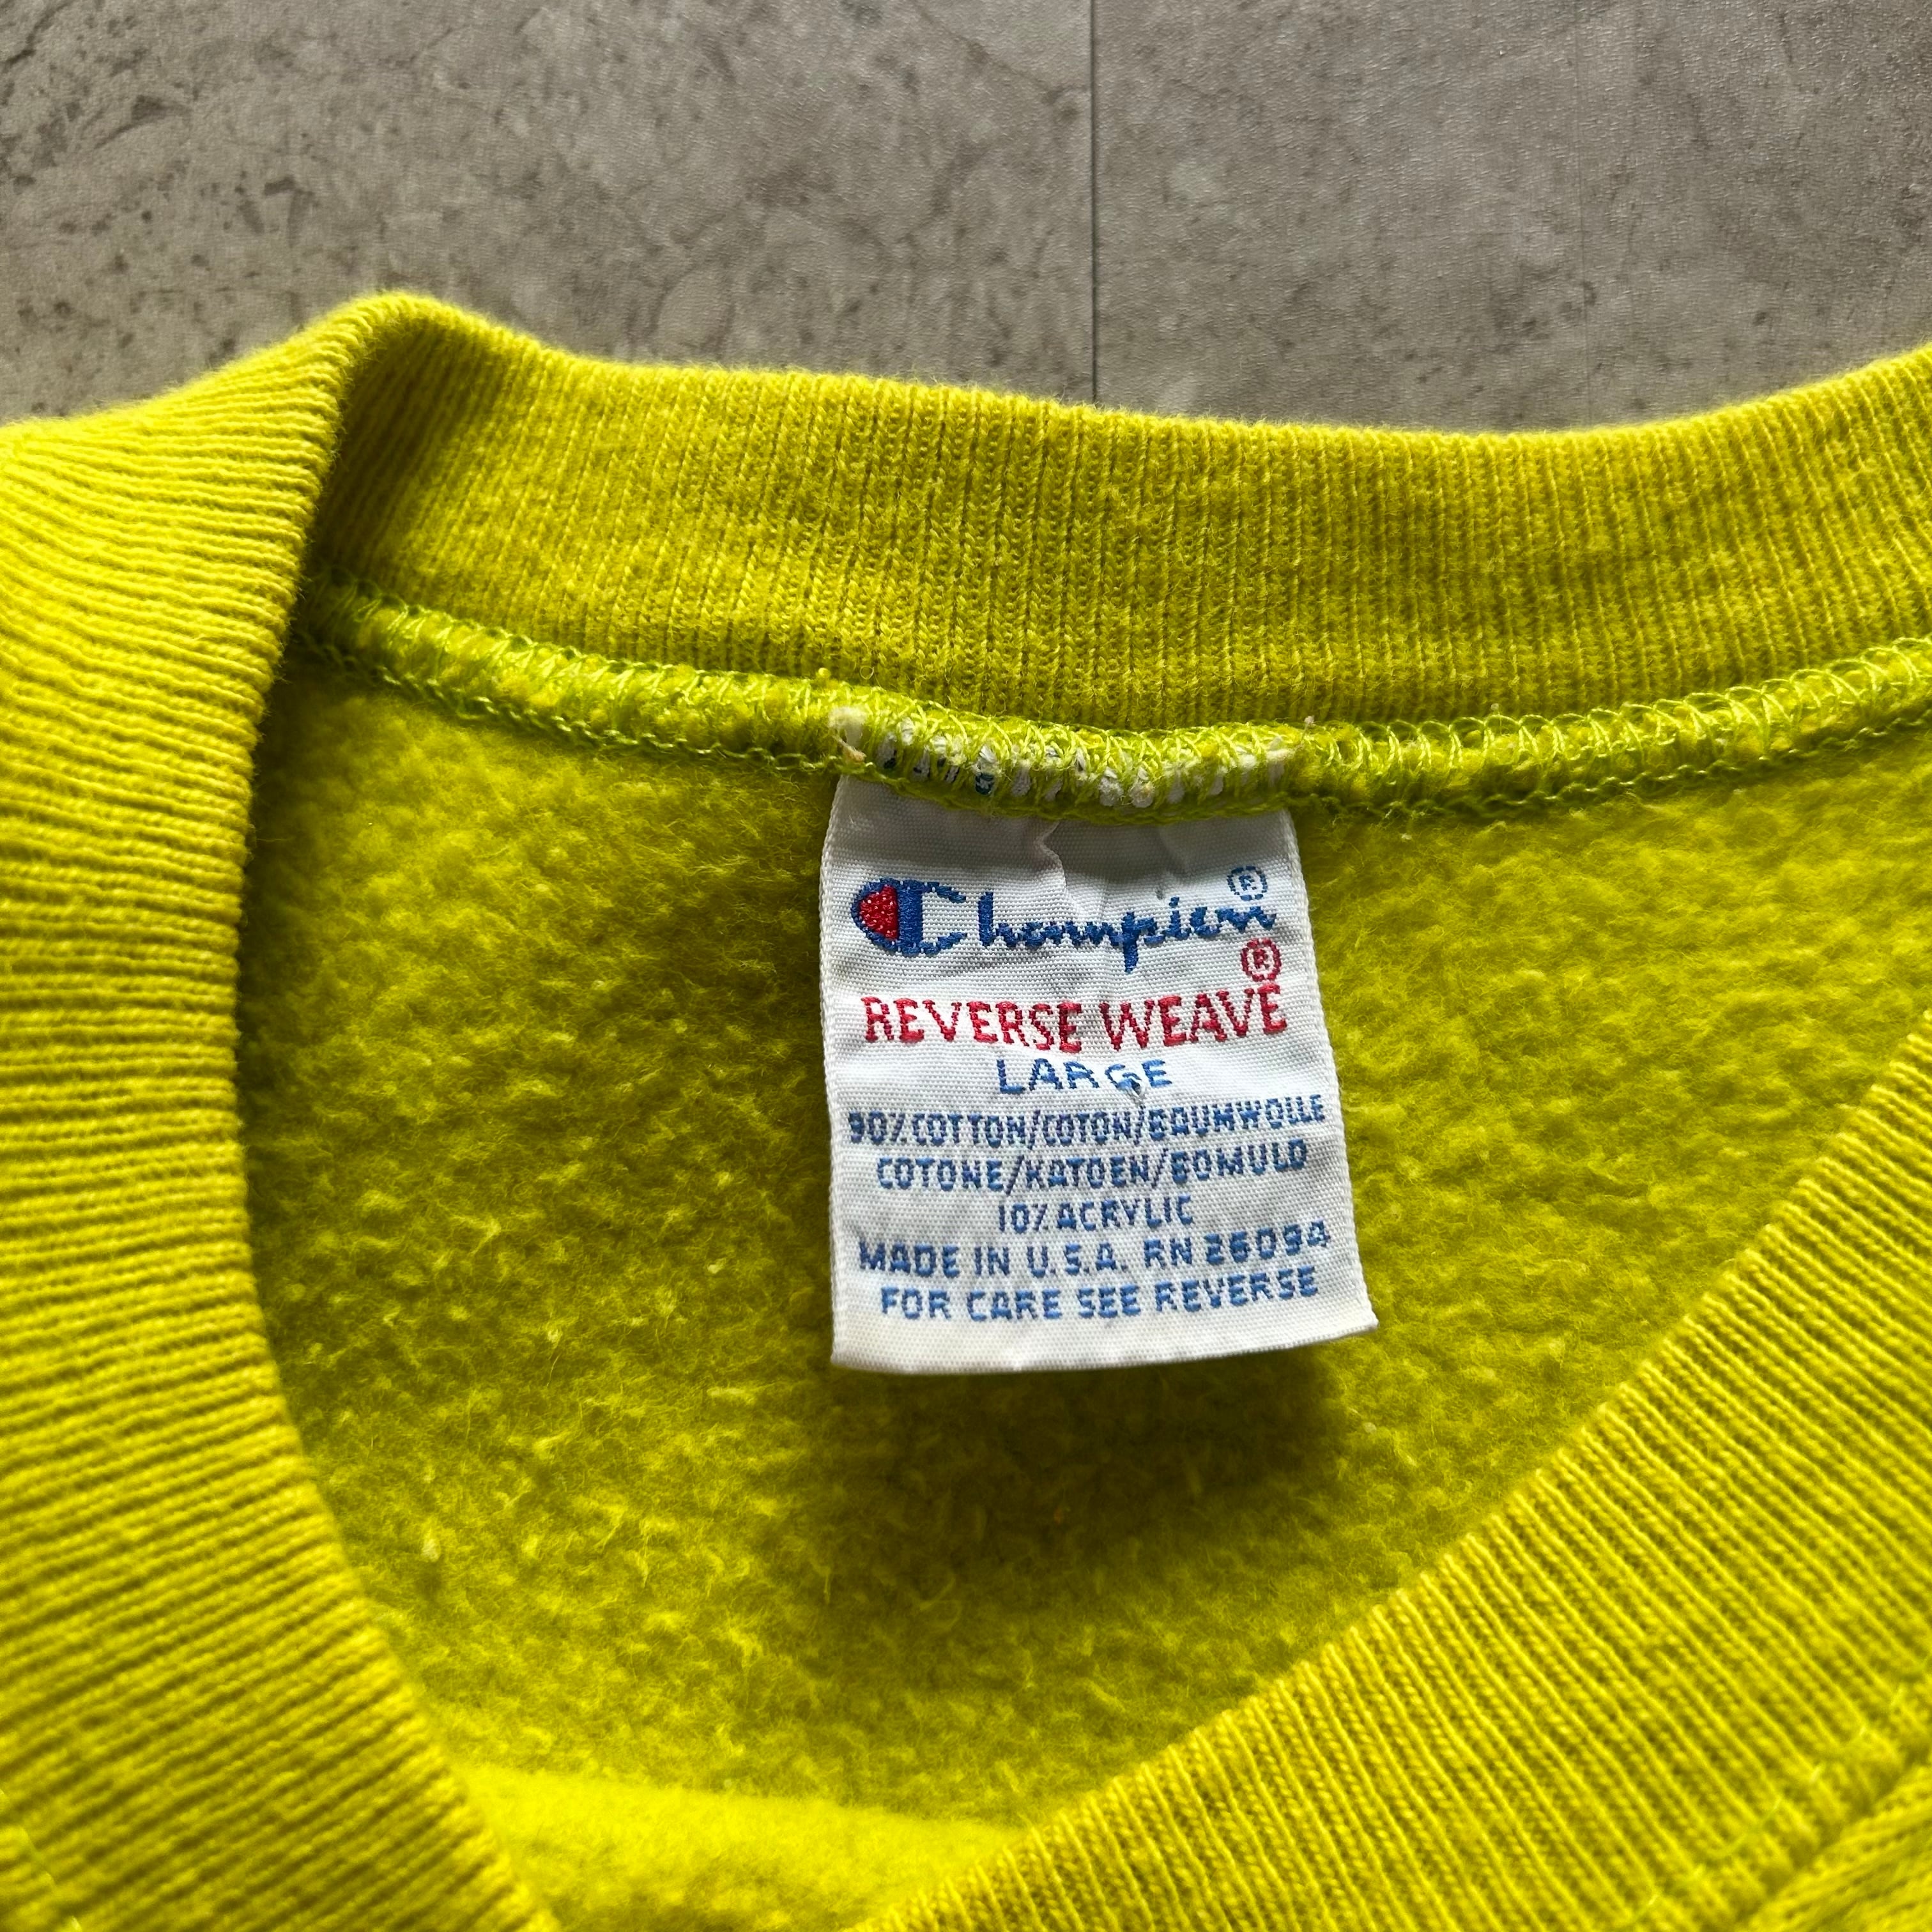 Champion®
REVERSE WEAVE®
LARGE
90% COTTON/COTON/BAUMWOLLE
COTONE/KATOEN/BOMULD
10% ACRYLIC
MADE IN U.S.A. RN 26094
FOR CARE SEE REVERSE